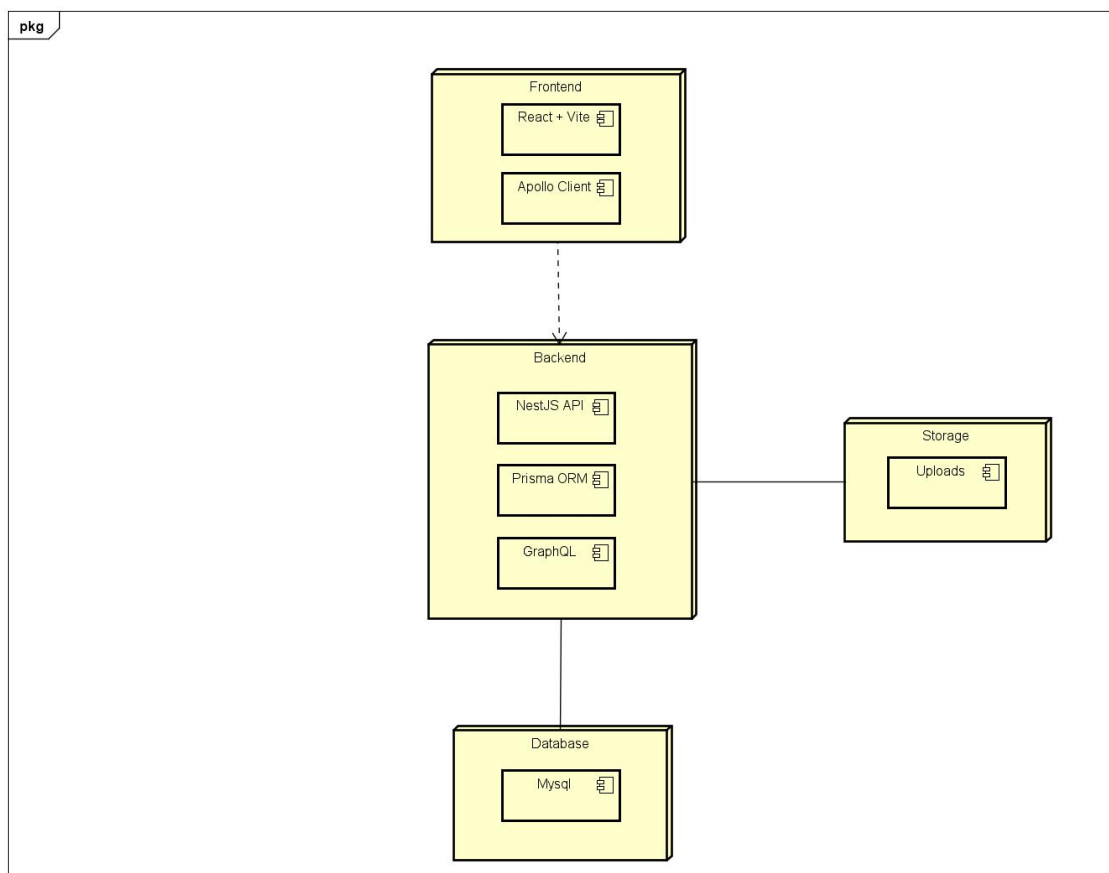 pkg
Frontend
React + Vite
Apollo Client
Backend
NestJS API
Prisma ORM
GraphQL
Storage
Uploads
Database
Mysql